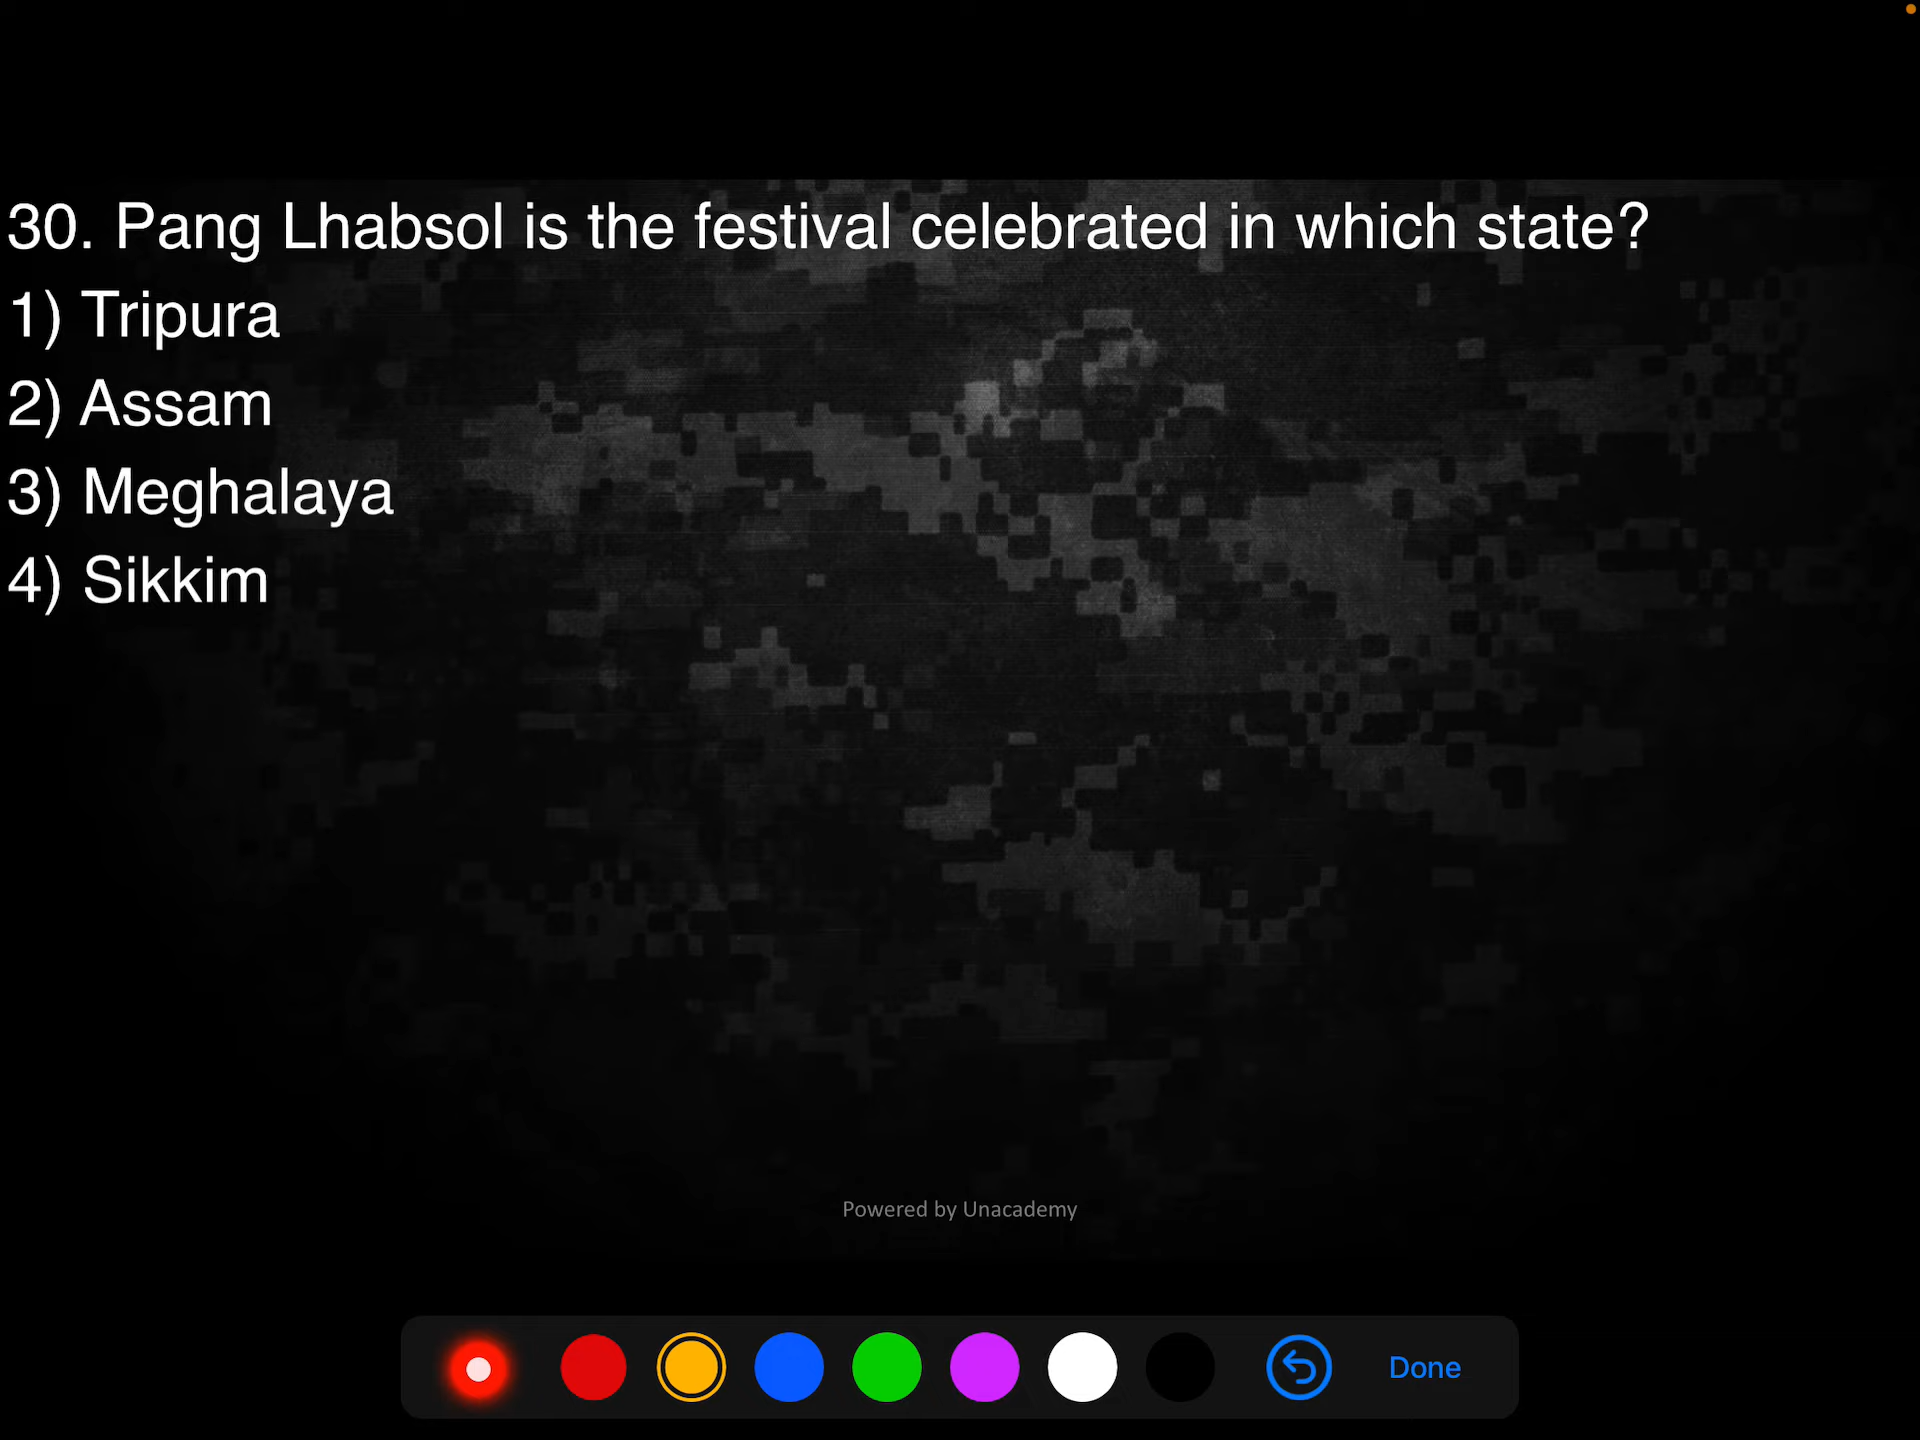 30. Pang Lhabsol is the festival celebrated in which state?
1) Tripura
2) Assam
3) Meghalaya
4) Sikkim
Powered by Unacademy
Done